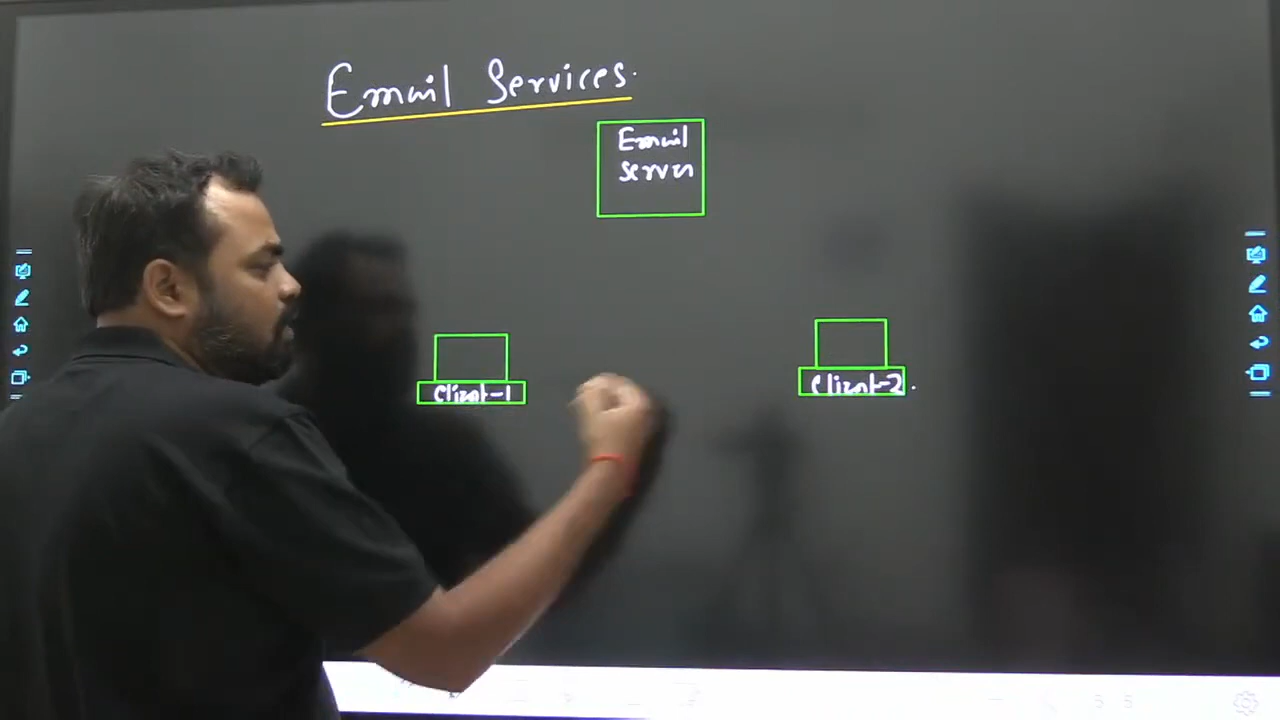 Email Services.
Email
Server
Client-1
Client-2.